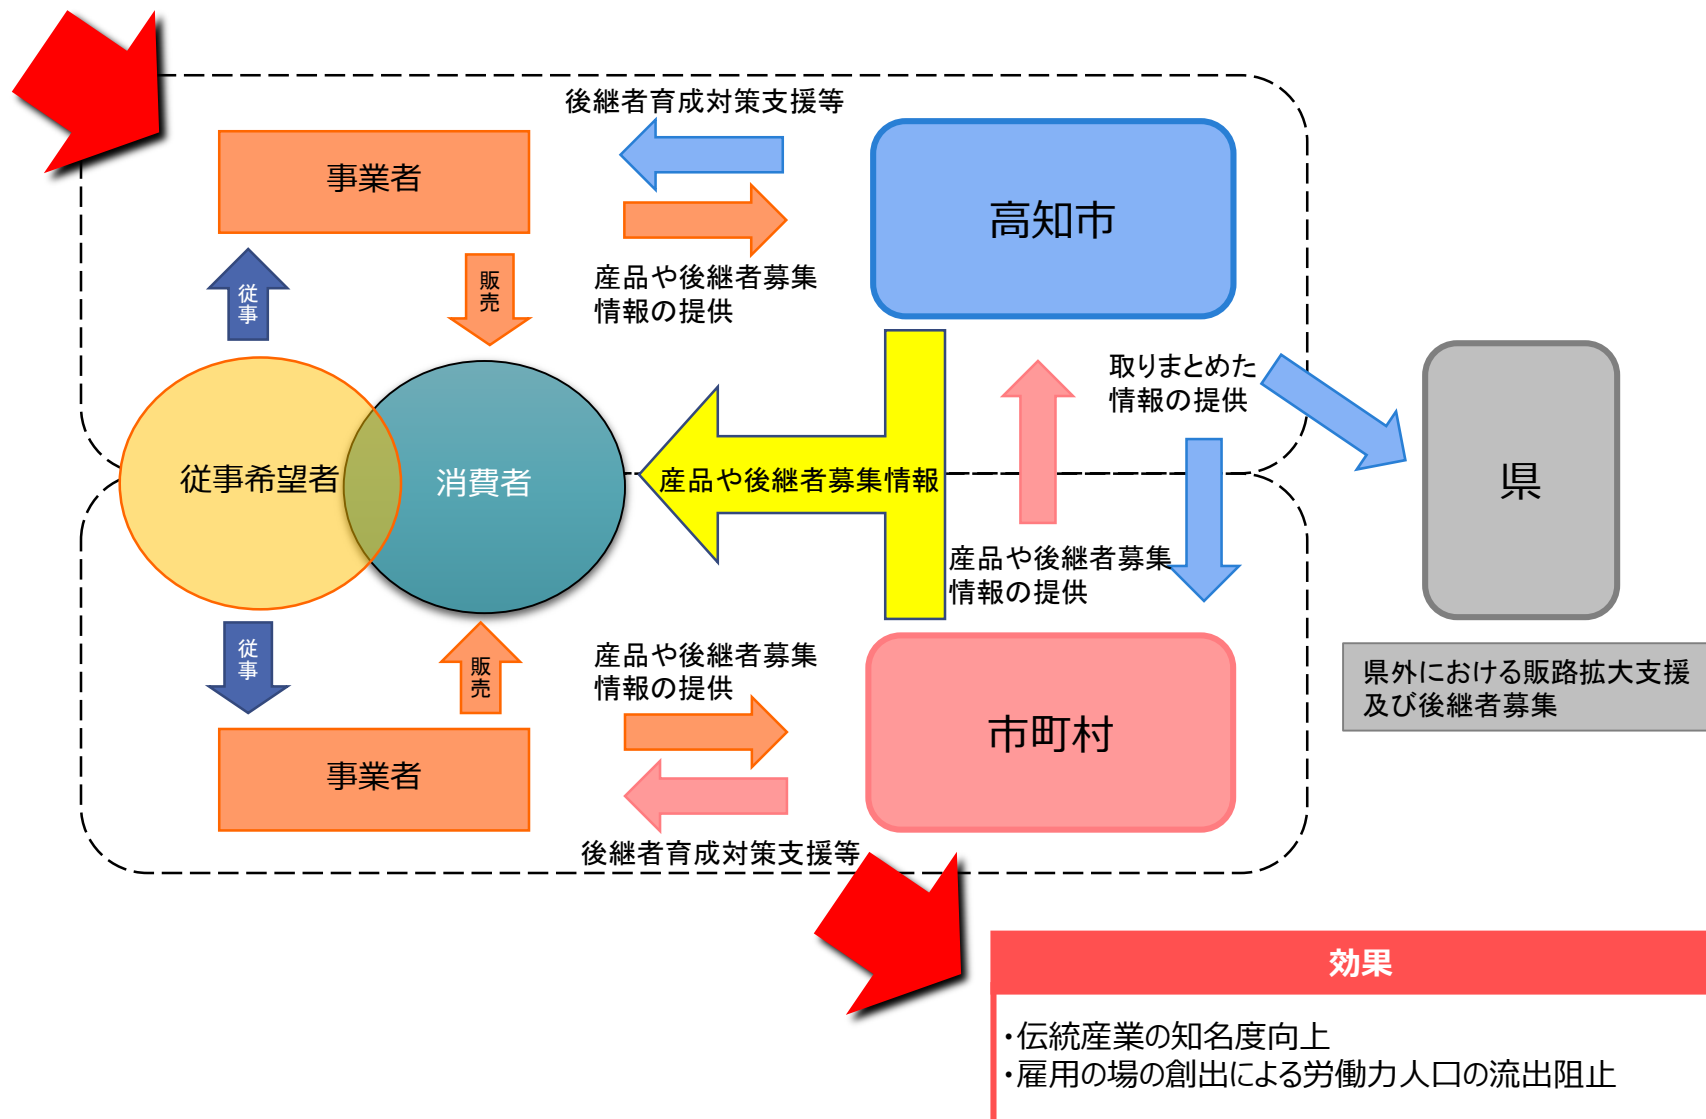 後継者育成対策支援等
事業者
高知市
産品や後継者募集
情報の提供
従事
販売
取りまとめた
情報の提供
従事希望者
消費者
産品や後継者募集情報
県
産品や後継者募集
情報の提供
従事
販売
産品や後継者募集
情報の提供
県外における販路拡大支援
及び後継者募集
市町村
事業者
後継者育成対策支援等
効果
・伝統産業の知名度向上
・雇用の場の創出による労働力人口の流出阻止